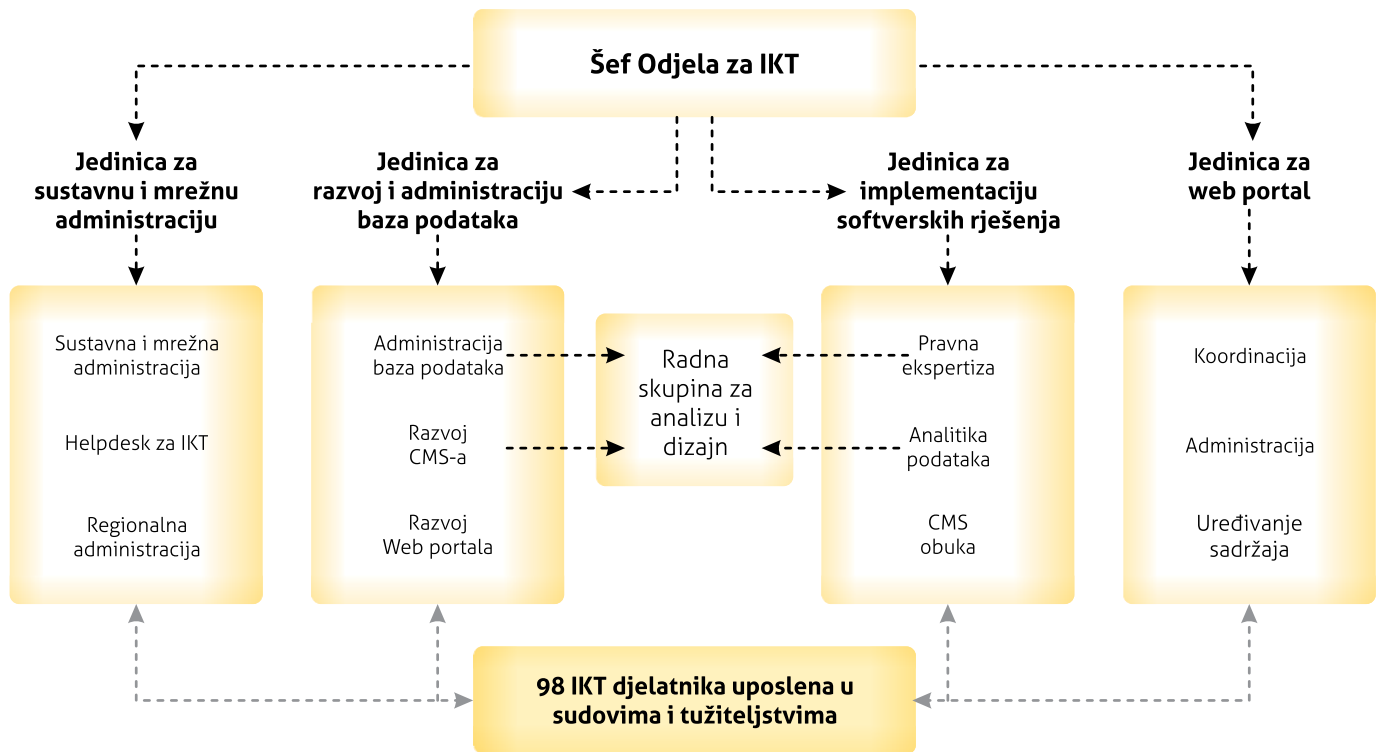 Šef Odjela za IKT
Jedinica za
sustavnu i mrežnu
administraciju
Jedinica za
razvoj i administraciju
baza podataka
Jedinica za
implementaciju
softverskih rješenja
Jedinica za
web portal
Sustavna i mrežna
administracija
Helpdesk za IKT
Regionalna
administracija
Administracija
baza podataka
Razvoj
CMS-a
Razvoj
Web portala
Radna
skupina za
analizu i
dizajn
Pravna
ekspertiza
Analitika
podataka
CMS
obuka
Koordinacija
Administracija
Uređivanje
sadržaja
98 IKT djelatnika uposlena u
sudovima i tužiteljstvima